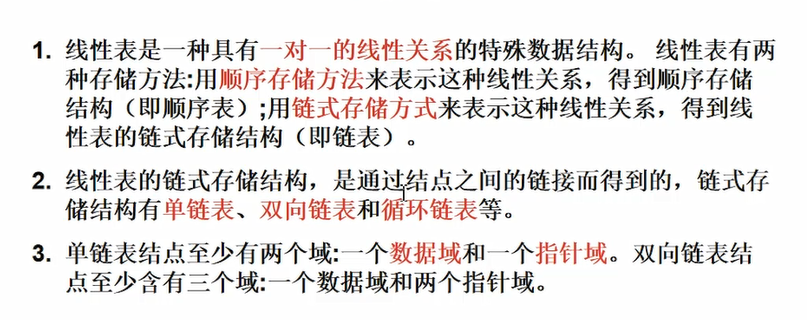 1. 线性表是一种具有一对一的线性关系的特殊数据结构。 线性表有两
种存储方法:用顺序存储方法来表示这种线性关系，得到顺序存储
结构（即顺序表）;用链式存储方式来表示这种线性关系，得到线
性表的链式存储结构（即链表）。
2. 线性表的链式存储结构，是通过结点之间的链接而得到的，链式存
储结构有单链表、双向链表和循环链表等。
3. 单链表结点至少有两个域:一个数据域和一个指针域。双向链表结
点至少含有三个域:一个数据域和两个指针域。